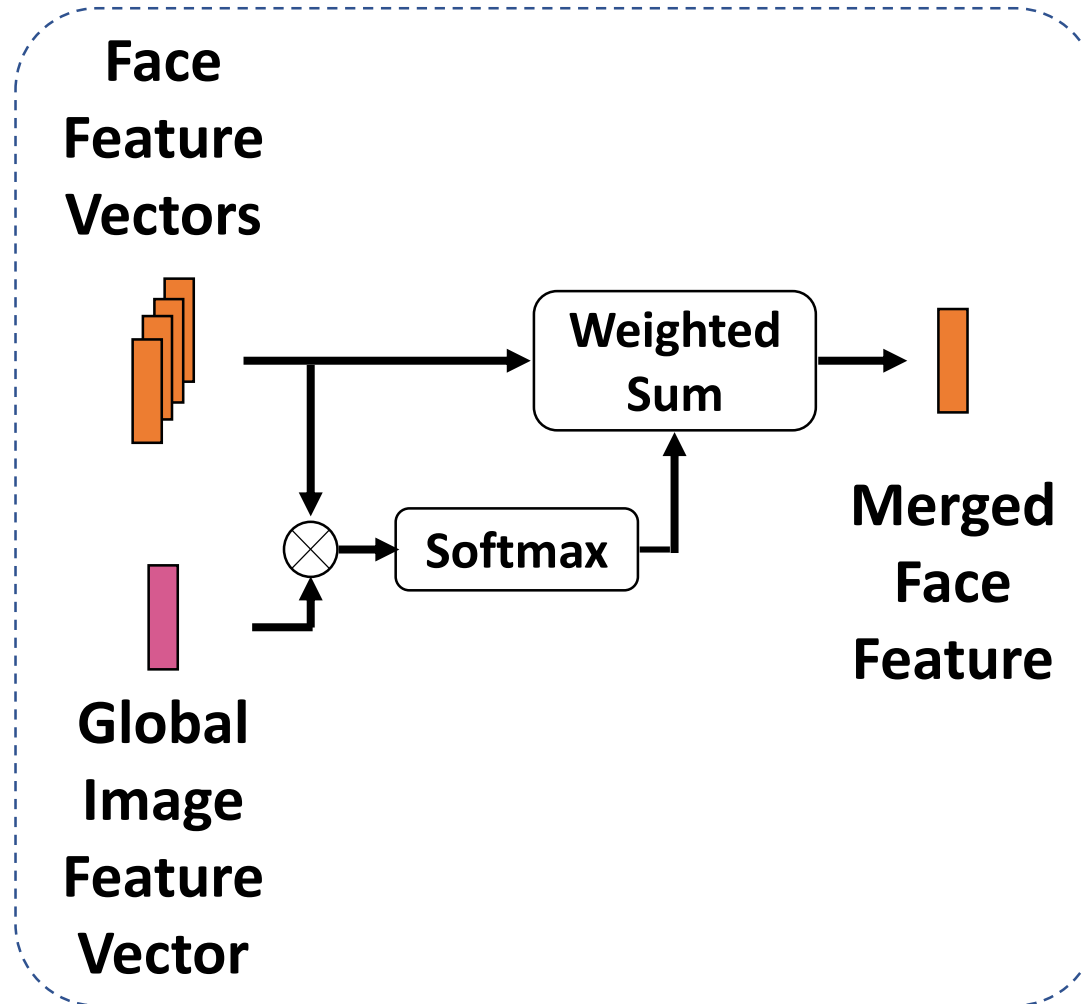 Face
Feature
Vectors
Weighted
Sum
Softmax
Merged
Face
Feature
Global
Image
Feature
Vector